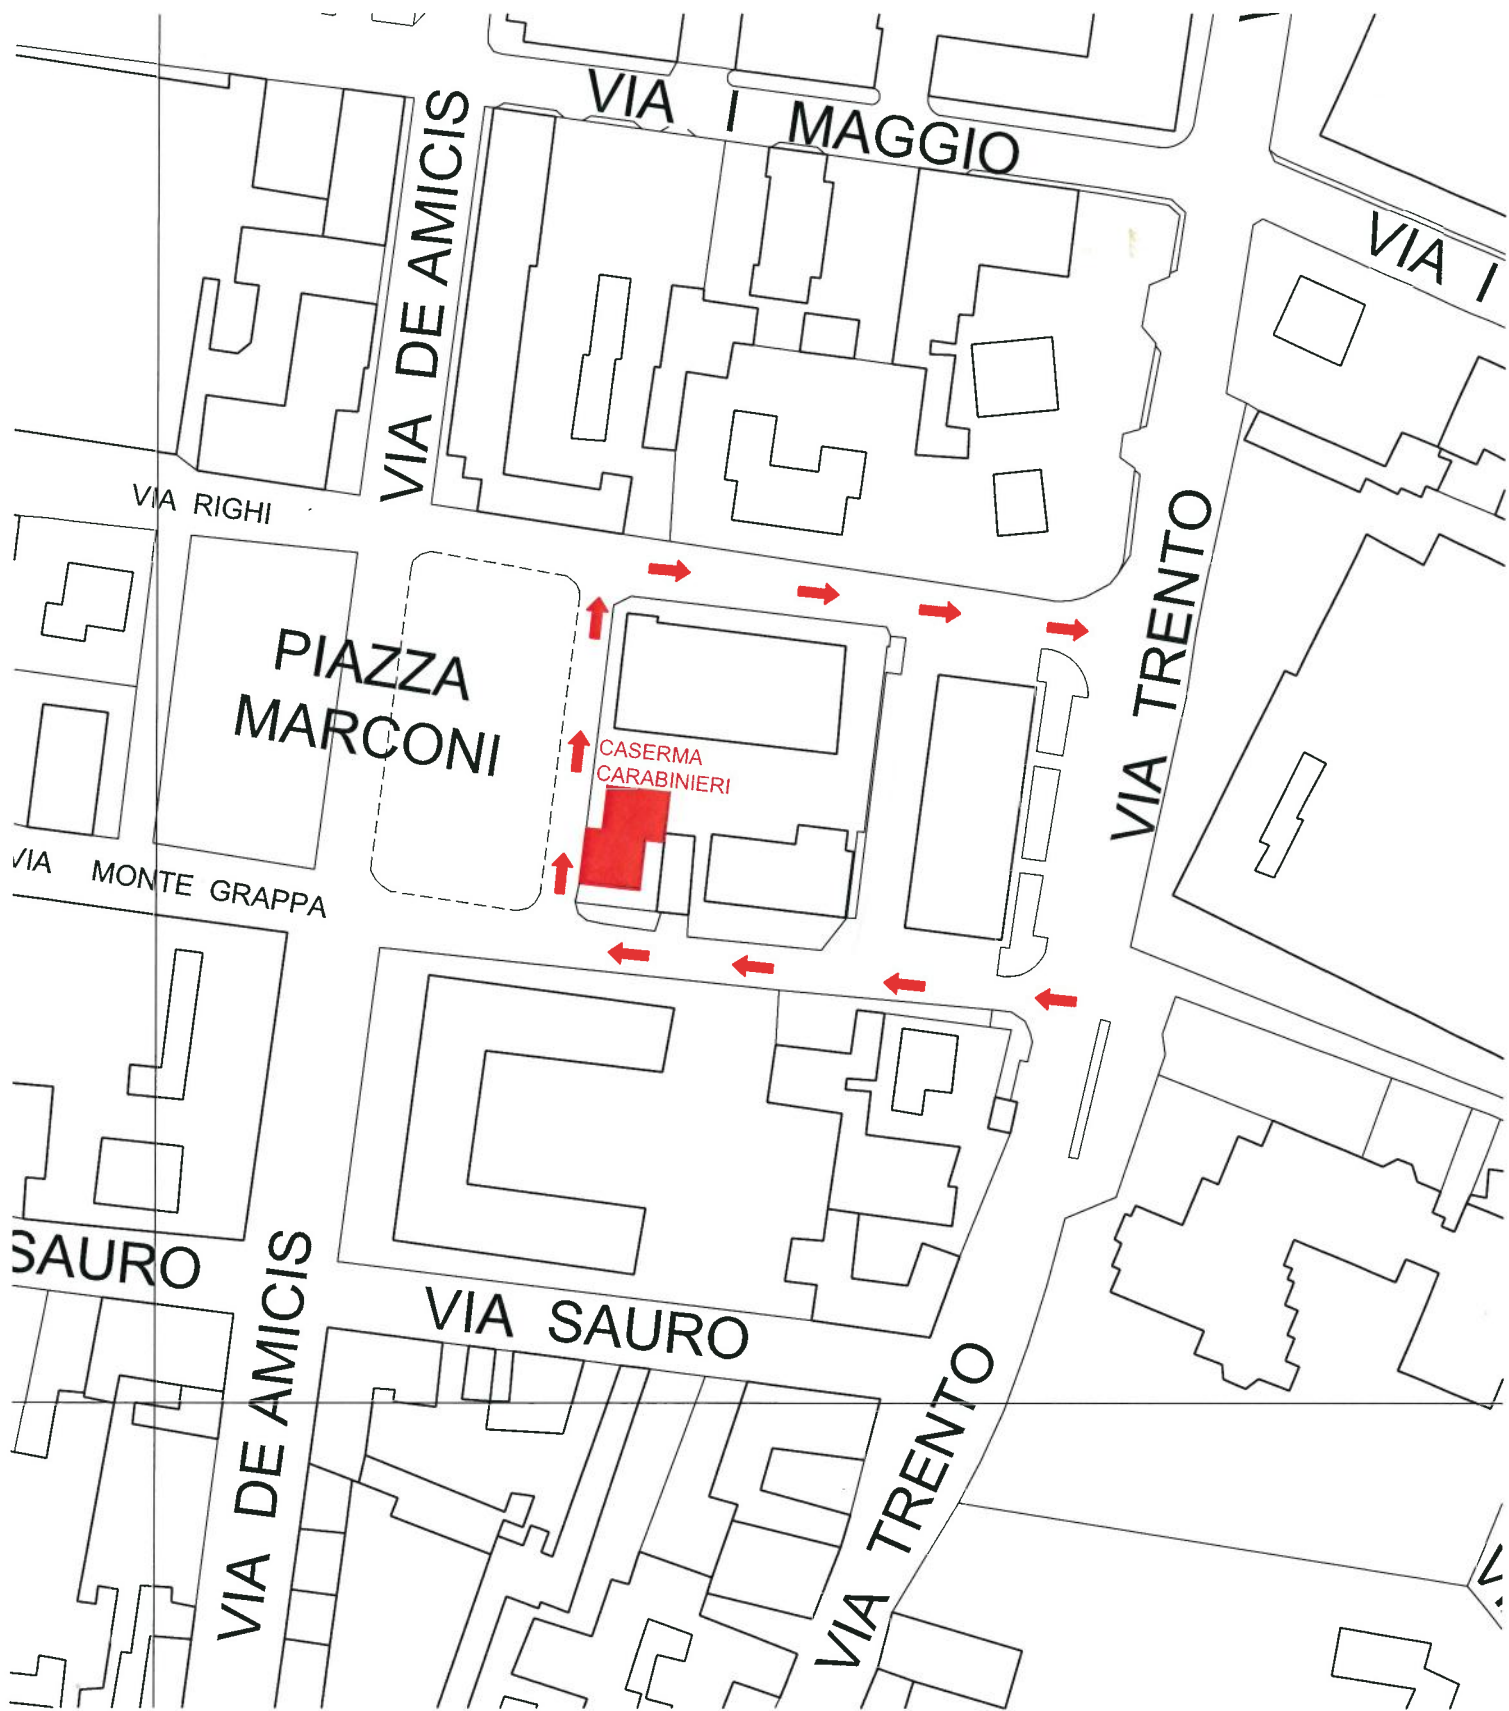 VIA I MAGGIO
VIA I
VIA DE AMICIS
VIA RIGHI
VIA TRENTO
PIAZZA
MARCONI
CASERMA
CARABINIERI
VIA MONTE GRAPPA
SAURO
VIA SAURO
VIA DE AMICIS
VIA TRENTO